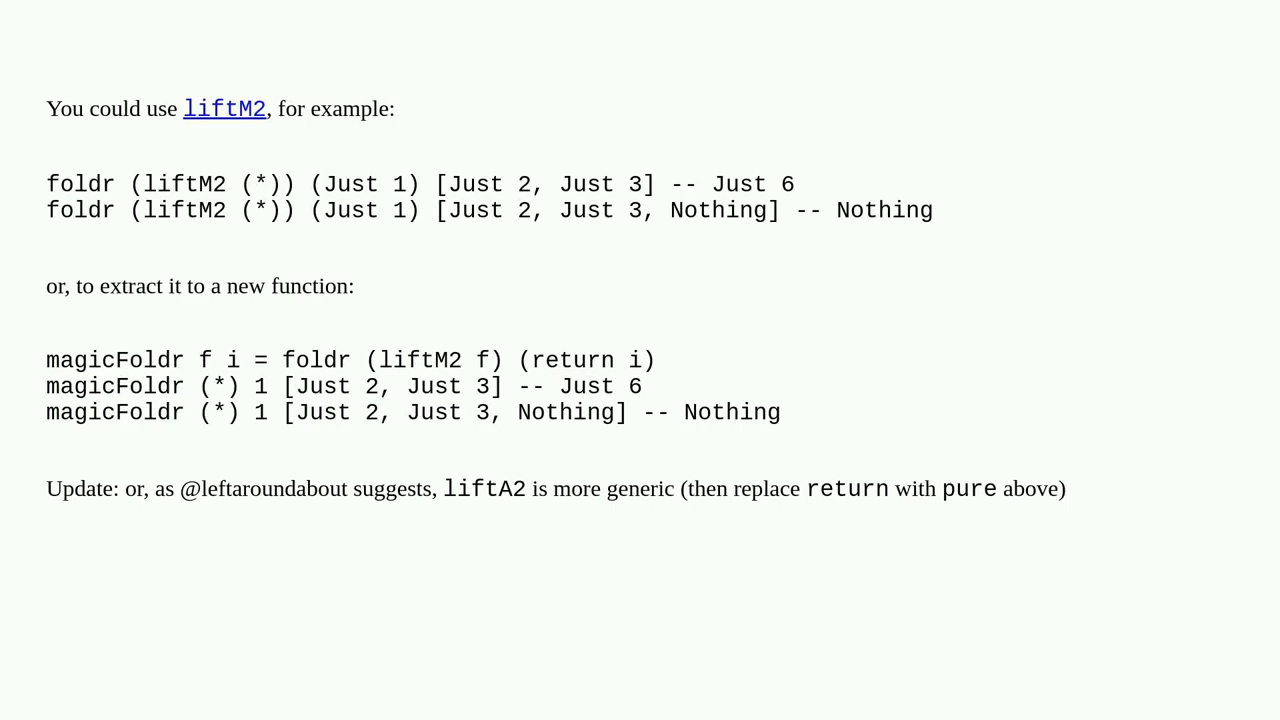 You could use liftM2, for example:
foldr (liftM2 (*)) (Just 1) [Just 2, Just 3] -- Just 6
foldr (liftM2 (*)) (Just 1) [Just 2, Just 3, Nothing] -- Nothing
or, to extract it to a new function:
magicFoldr f i = foldr (liftM2 f) (return i)
magicFoldr (*) 1 [Just 2, Just 3] -- Just 6
magicFoldr (*) 1 [Just 2, Just 3, Nothing] -- Nothing
Update: or, as @leftaroundabout suggests, liftA2 is more generic (then replace return with pure above)